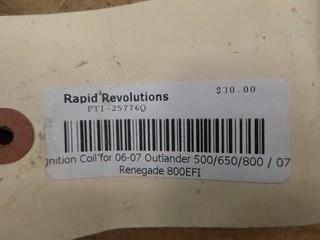 Rapid Revolutions $30.00
PTI-25776Q
gnition Coil for 06-07 Outlander 500/650/800 / 07
Renegade 800EFI